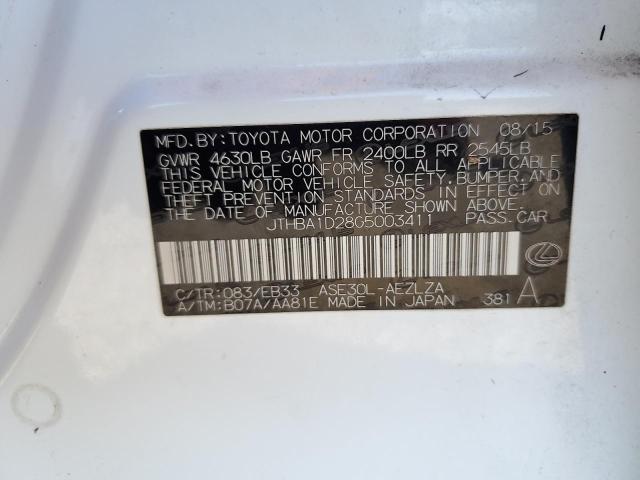 MFD. BY: TOYOTA MOTOR CORPORATION 08/15
GVWR 4630LB GAWR FR 2400LB RR 2545LB
THIS VEHICLE CONFORMS TO ALL APPLICABLE
FEDERAL MOTOR VEHICLE SAFETY, BUMPER, AND
THEFT PREVENTION STANDARDS IN EFFECT ON
THE DATE OF MANUFACTURE SHOWN ABOVE.
JTHBA1D28G5003411 PASS. CAR
C/TR: 083/EB33 ASE30L-AEZLZA
A/TM: B07A/AA81E MADE IN JAPAN 381 A